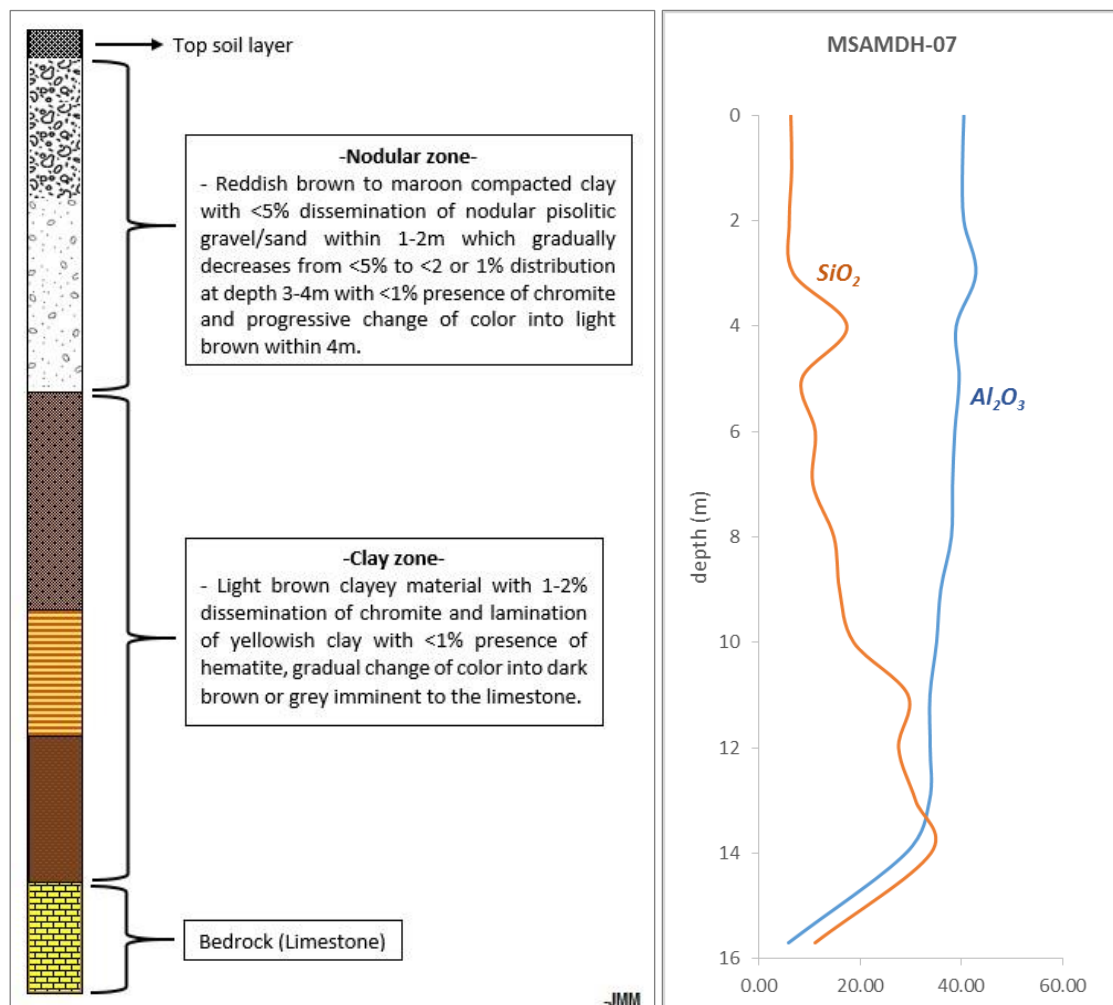 Top soil layer
-Nodular zone-
- Reddish brown to maroon compacted clay
with <5% dissemination of nodular pisolitic
gravel/sand within 1-2m which gradually
decreases from <5% to <2 or 1% distribution
at depth 3-4m with <1% presence of chromite
and progressive change of color into light
brown within 4m.
-Clay zone-
- Light brown clayey material with 1-2%
dissemination of chromite and lamination
of yellowish clay with <1% presence of
hematite, gradual change of color into dark
brown or grey imminent to the limestone.
Bedrock (Limestone)
-JMM
MSAMDH-07
0
2
4
6
8
10
12
14
16
depth (m)
SiO₂
Al₂O₃
0.00 20.00 40.00 60.00